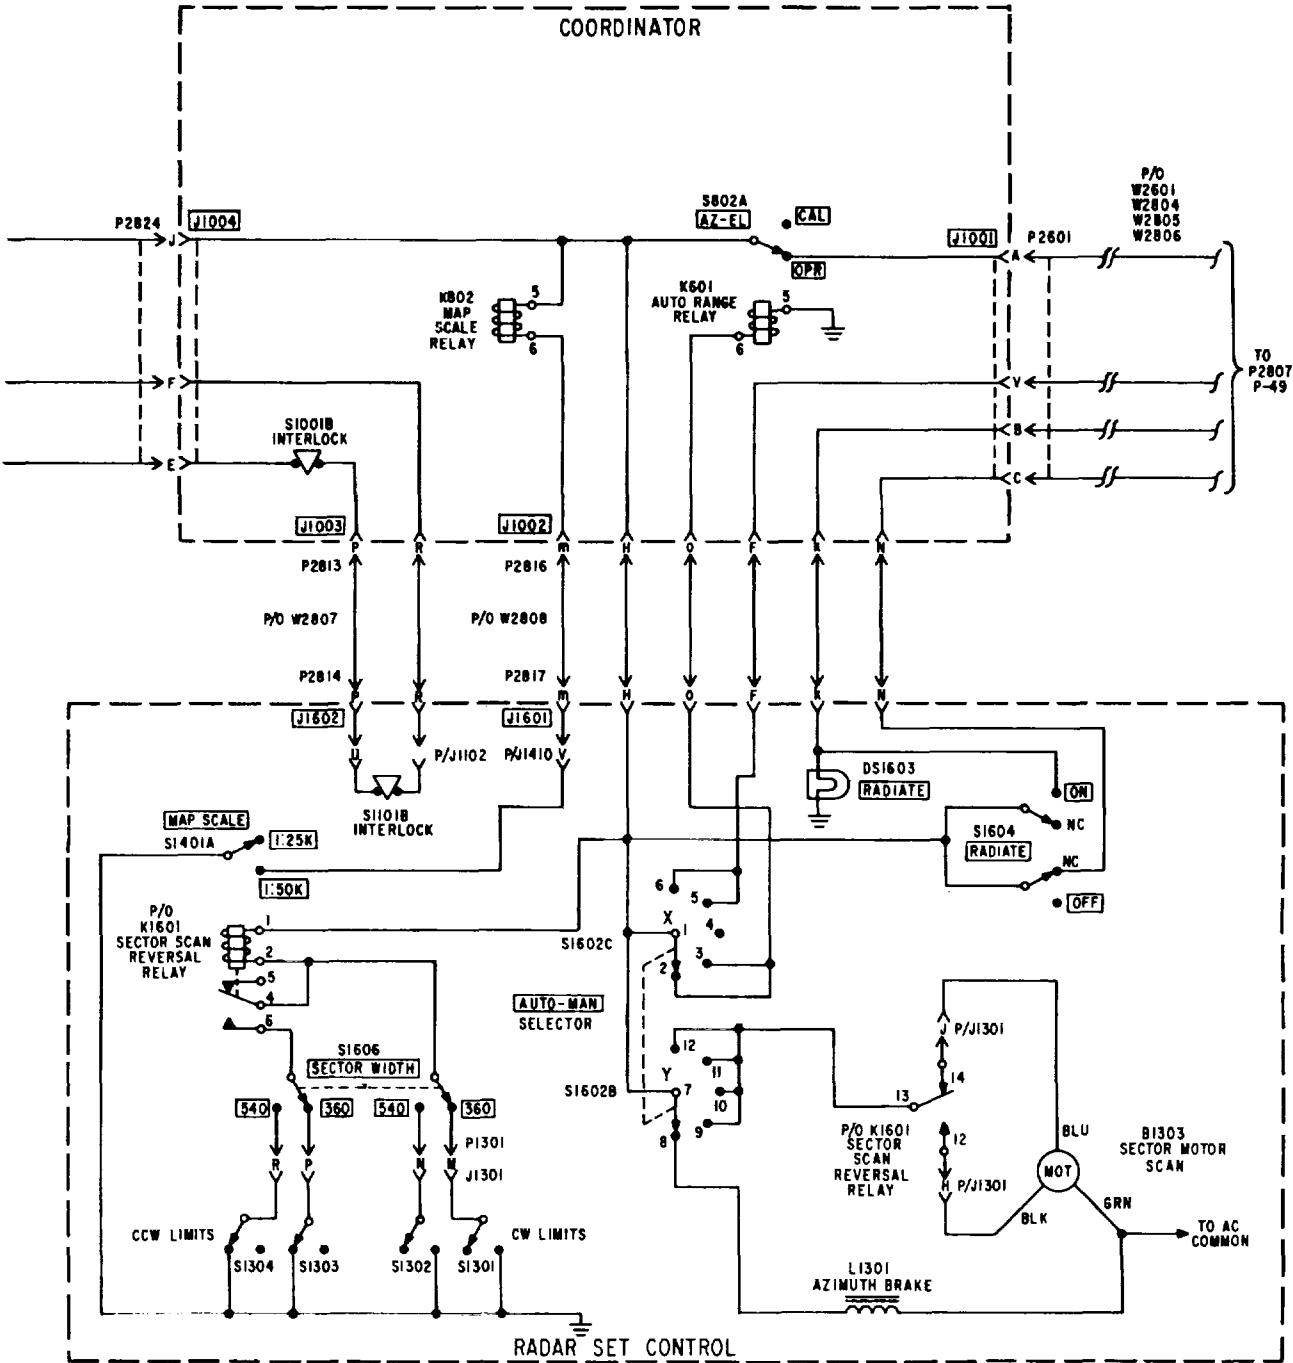 COORDINATOR
P/O
W2601
W2804
W2805
W2806
P2824
J
J1004
S802A
AZ-EL
CAL
OPR
J1001
A
P2601
K802
MAP
SCALE
RELAY
5
6
K601
AUTO RANGE
RELAY
5
6
TO
P2807
P-49
F
V
S1001B
INTERLOCK
B
E
C
J1003
P
R
J1002
m
H
o
F
k
N
P2813
P2816
P/O W2807
P/O W2808
P2814
P
R
P2817
m
H
o
F
k
N
J1602
U
P/J1102
J1601
P/J1410
V
S1101B
INTERLOCK
DS1603
RADIATE
ON
NC
S1604
RADIATE
NC
OFF
MAP SCALE
S1401A
1:25K
1:50K
P/O
K1601
SECTOR SCAN
REVERSAL
RELAY
1
2
5
4
6
6
5
X
1
4
S1602C
3
2
AUTO-MAN
SELECTOR
12
11
Y
7
10
S1602B
9
8
J
P/J1301
14
13
12
P/O K1601
SECTOR
SCAN
REVERSAL
RELAY
H
P/J1301
BLU
B1303
SECTOR MOTOR
SCAN
MOT
GRN
BLK
TO AC
COMMON
S1606
SECTOR WIDTH
540
360
540
360
P1301
R
P
N
M
J1301
CCW LIMITS
CW LIMITS
S1304
S1303
S1302
S1301
L1301
AZIMUTH BRAKE
RADAR SET CONTROL